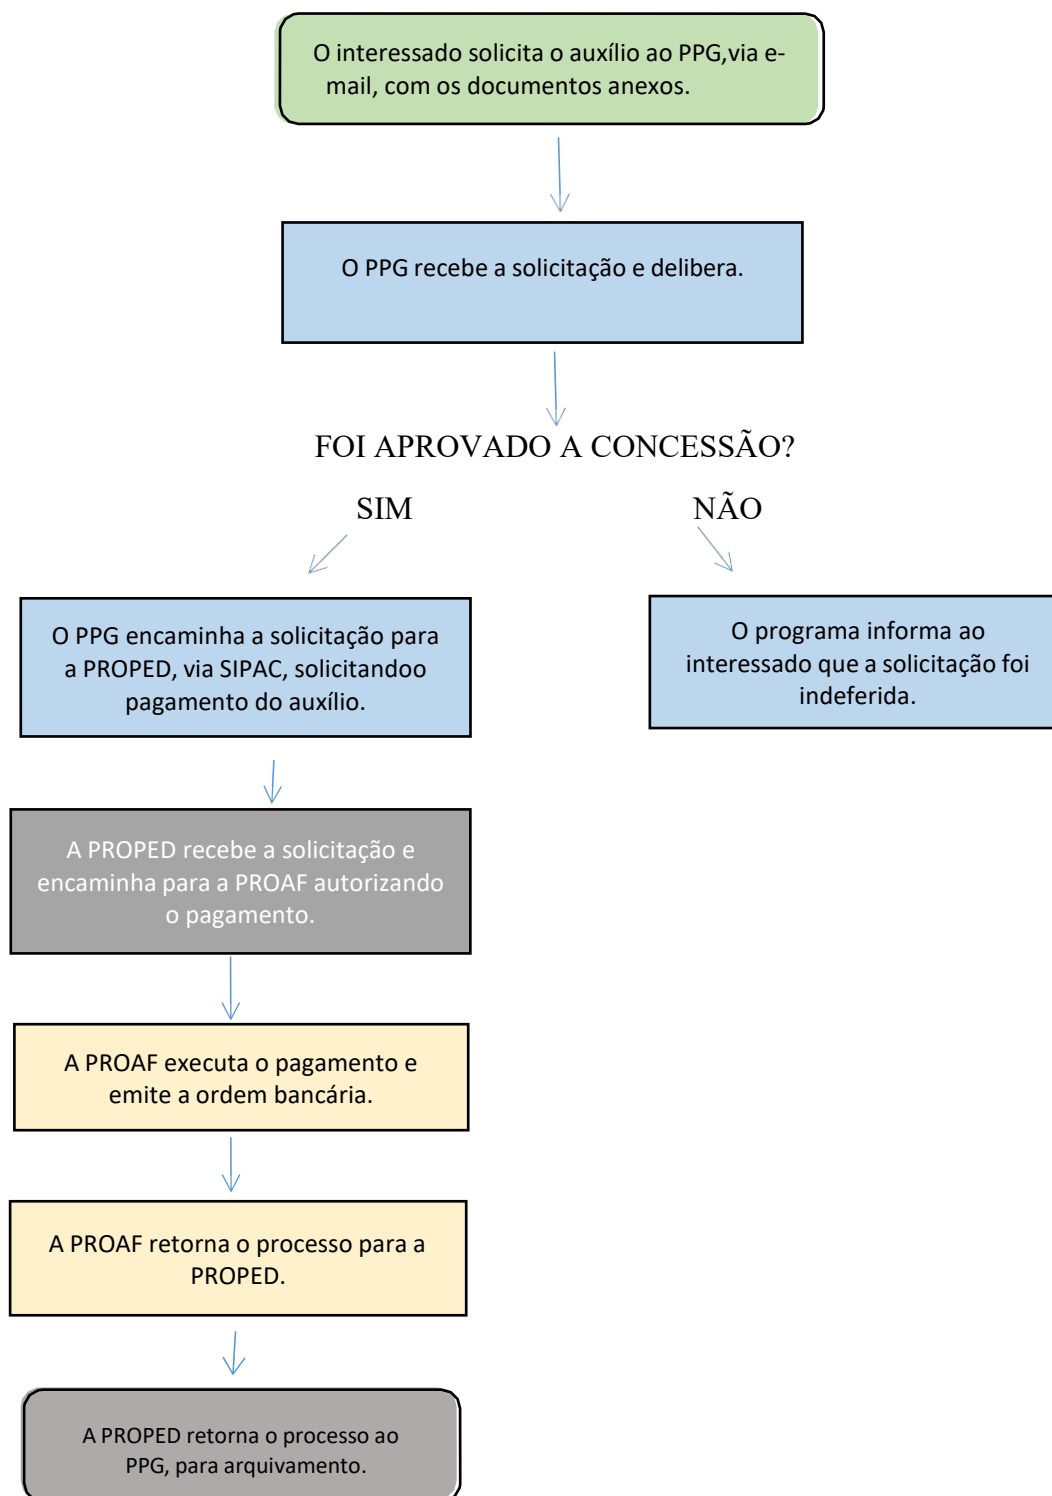 O interessado solicita o auxílio ao PPG,via e-
mail, com os documentos anexos.
O PPG recebe a solicitação e delibera.
FOI APROVADO A CONCESSÃO?
SIM
NÃO
O PPG encaminha a solicitação para
a PROPED, via SIPAC, solicitandoo
pagamento do auxílio.
O programa informa ao
interessado que a solicitação foi
indeferida.
A PROPED recebe a solicitação e
encaminha para a PROAF autorizando
o pagamento.
A PROAF executa o pagamento e
emite a ordem bancária.
A PROAF retorna o processo para a
PROPED.
A PROPED retorna o processo ao
PPG, para arquivamento.